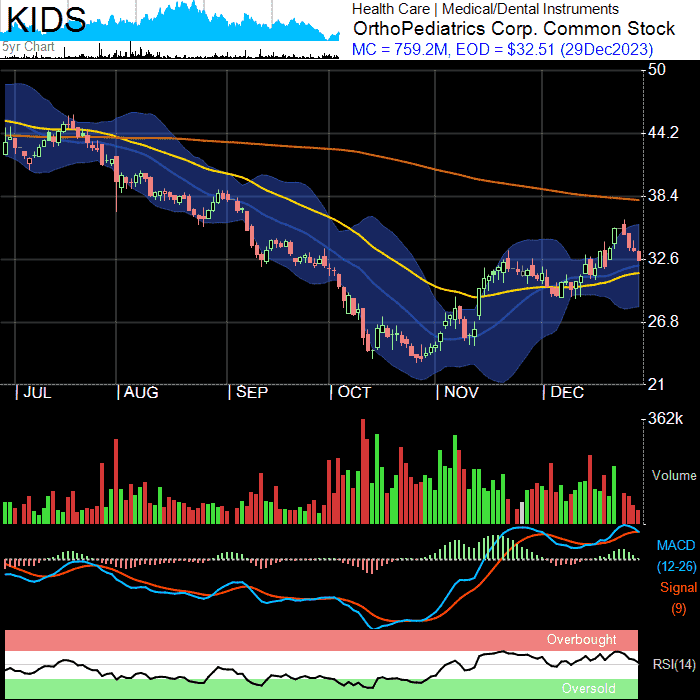 KIDS
5yr Chart
Health Care | Medical/Dental Instruments
OrthoPediatrics Corp. Common Stock
MC = 759.2M, EOD = $32.51 (29Dec2023)
50
44.2
38.4
32.6
26.8
21
JUL AUG SEP OCT NOV DEC
362k
Volume
MACD
(12-26)
Signal
(9)
Overbought
RSI(14)
Oversold